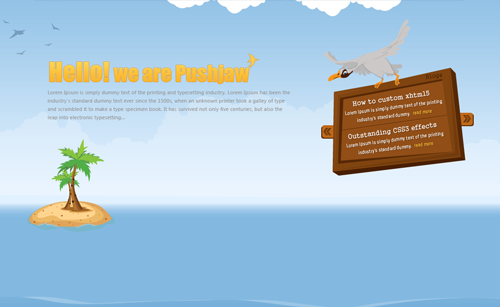 Hello! we are Pushjaw
Lorem Ipsum is simply dummy text of the printing and typesetting industry. Lorem Ipsum has been the
industry's standard dummy text ever since the 1500s, when an unknown printer took a galley of type
and scrambled it to make a type specimen book. It has survived not only five centuries, but also the
leap into electronic typesetting...
Blogs
How to custom xhtml5
Lorem Ipsum is simply dummy text of the printing
industry's standard dummy. read more
Outstanding CSS3 effects
Lorem Ipsum is simply dummy text of the printing
industry's standard dummy. read more